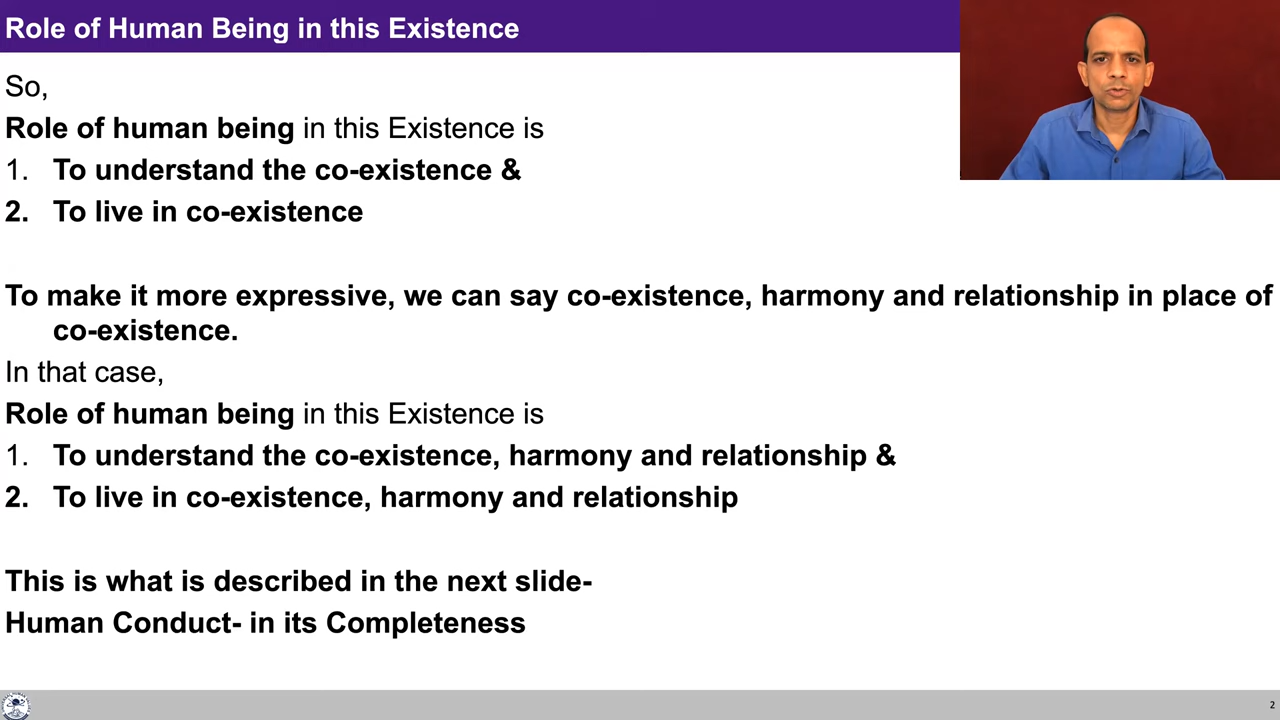 Role of Human Being in this Existence
So,
Role of human being in this Existence is
1. To understand the co-existence &
2. To live in co-existence
To make it more expressive, we can say co-existence, harmony and relationship in place of
co-existence.
In that case,
Role of human being in this Existence is
1. To understand the co-existence, harmony and relationship &
2. To live in co-existence, harmony and relationship
This is what is described in the next slide-
Human Conduct- in its Completeness
2